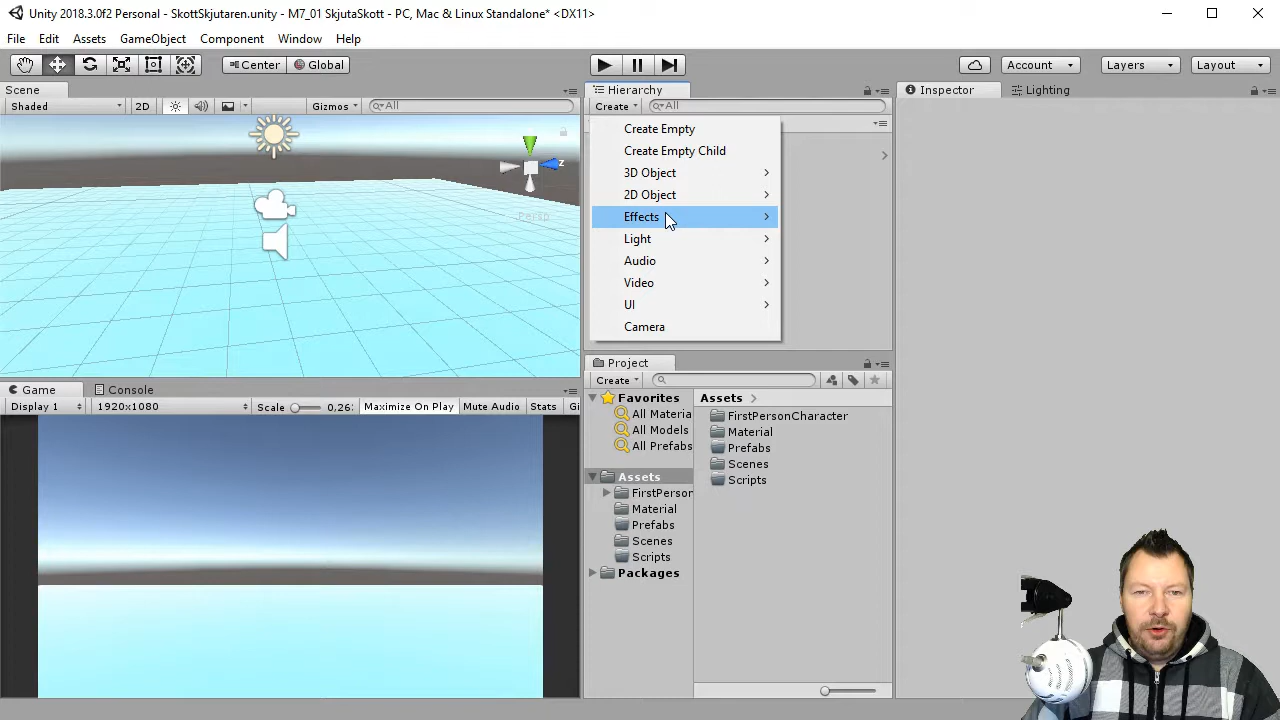 Unity 2018.3.0f2 Personal - SkottSkjutaren.unity - M7_01 SkjutaSkott - PC, Mac & Linux Standalone* <DX11>
File Edit Assets GameObject Component Window Help
Center Global Account Layers Layout
Scene
Shaded 2D Gizmos All
z
Persp
Hierarchy
Create All
Create Empty
Create Empty Child
3D Object
2D Object
Effects
Light
Audio
Video
UI
Camera
Inspector Lighting
Game Console
Display 1 1920x1080 Scale 0,26: Maximize On Play Mute Audio Stats Gi
Project
Create
Favorites
All Materia
All Models
All Prefabs
Assets
FirstPerson
Material
Prefabs
Scenes
Scripts
Packages
Assets
FirstPersonCharacter
Material
Prefabs
Scenes
Scripts